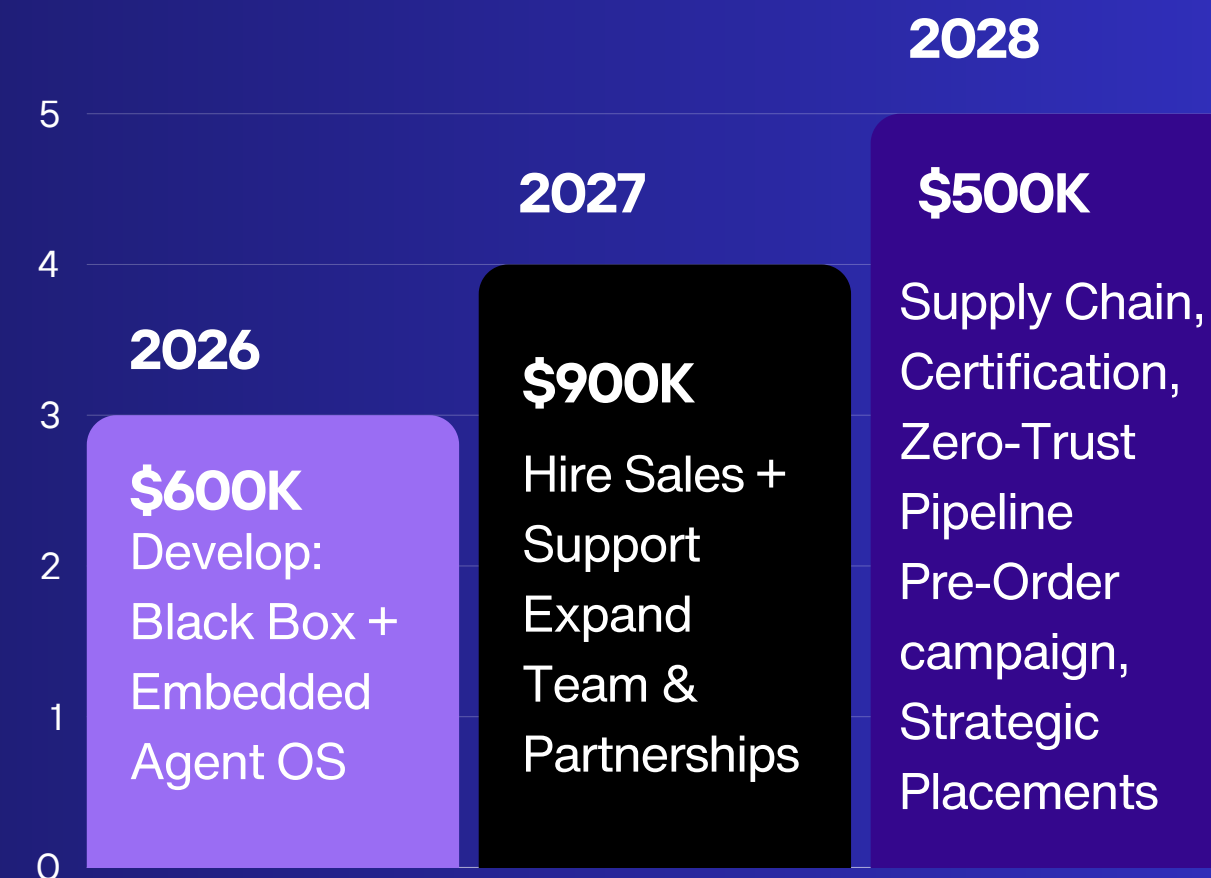 2028
5
$500K
2027
4
Supply Chain,
Certification,
Zero-Trust
Pipeline
Pre-Order
campaign,
Strategic
Placements
$900K
Hire Sales +
Support
Expand
Team &
Partnerships
2026
3
$600K
Develop:
Black Box +
Embedded
Agent OS
2
1
0